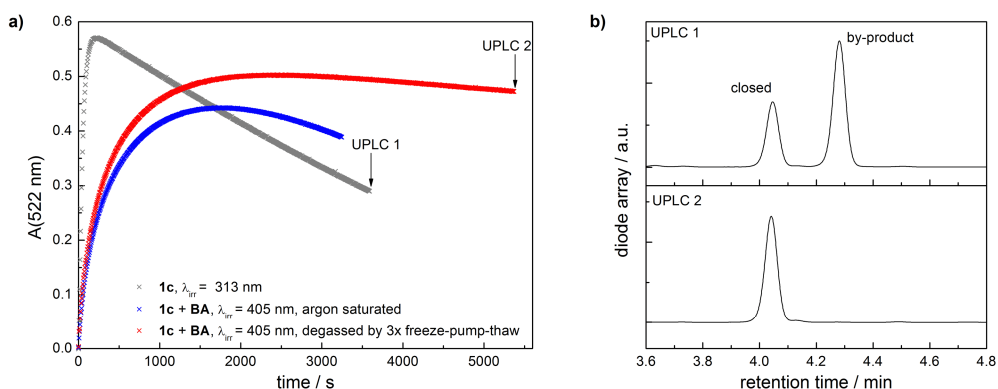 a)
A(522 nm)
0.6
0.5
0.4
0.3
0.2
0.1
0.0
UPLC 2
UPLC 1
1c, λirr = 313 nm
1c + BA, λirr = 405 nm, argon saturated
1c + BA, λirr = 405 nm, degassed by 3x freeze-pump-thaw
0 1000 2000 3000 4000 5000
time / s
b)
diode array / a.u.
UPLC 1
by-product
closed
UPLC 2
3.6 3.8 4.0 4.2 4.4 4.6 4.8
retention time / min